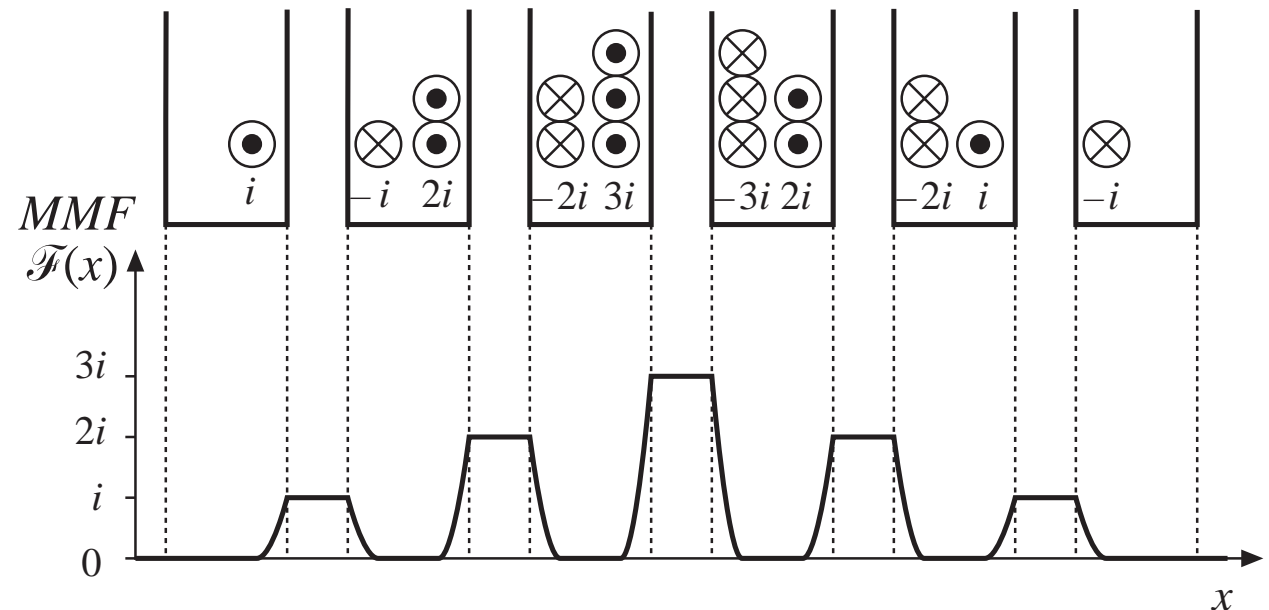 i –i 2i –2i 3i –3i 2i –2i i –i
MMF
ℱ(x)
3i
2i
i
0
x